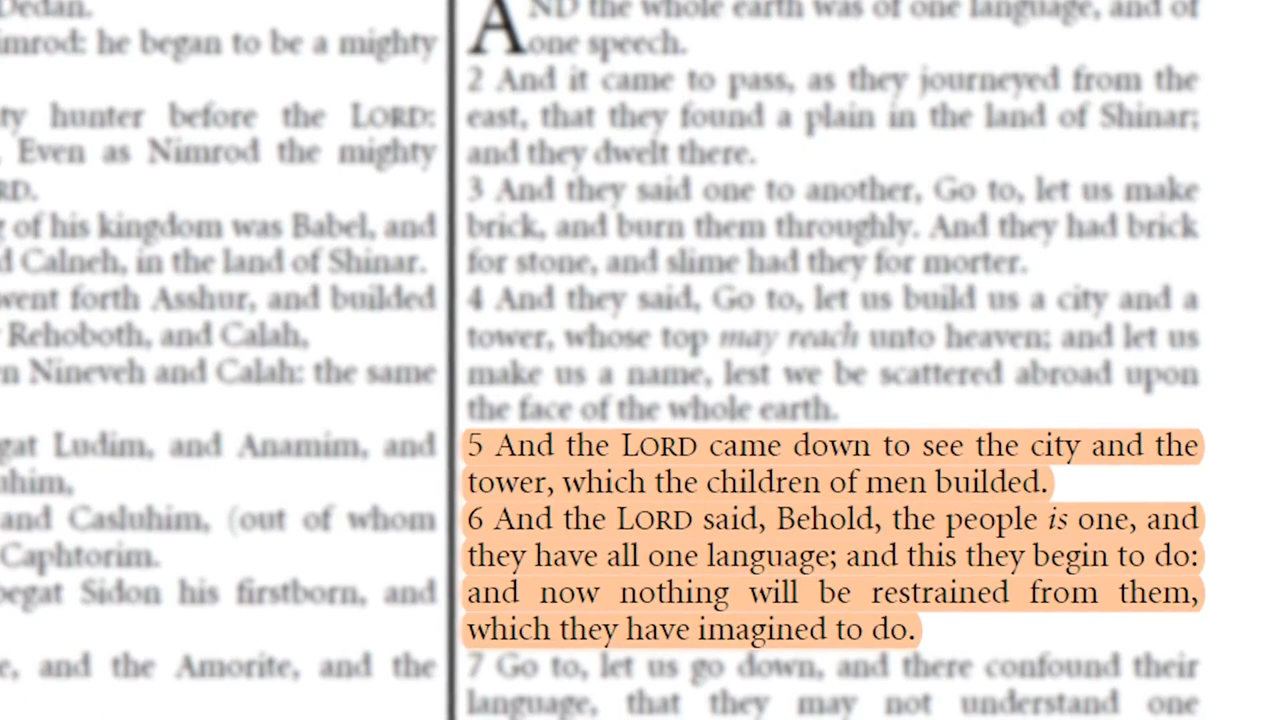 Dedan.
imrod: he began to be a mighty
ty hunter before the LORD:
Even as Nimrod the mighty
RD.
of his kingdom was Babel, and
d Calneh, in the land of Shinar.
went forth Asshur, and builded
Rehoboth, and Calah,
n Nineveh and Calah: the same
gat Ludim, and Anamim, and
uhim,
and Casluhim, (out of whom
Caphtorim.
begat Sidon his firstborn, and
e, and the Amorite, and the
AND the whole earth was of one language, and of
one speech.
2 And it came to pass, as they journeyed from the
east, that they found a plain in the land of Shinar;
and they dwelt there.
3 And they said one to another, Go to, let us make
brick, and burn them throughly. And they had brick
for stone, and slime had they for morter.
4 And they said, Go to, let us build us a city and a
tower, whose top may reach unto heaven; and let us
make us a name, lest we be scattered abroad upon
the face of the whole earth.
5 And the LORD came down to see the city and the
tower, which the children of men builded.
6 And the LORD said, Behold, the people is one, and
they have all one language; and this they begin to do:
and now nothing will be restrained from them,
which they have imagined to do.
7 Go to, let us go down, and there confound their
language, that they may not understand one